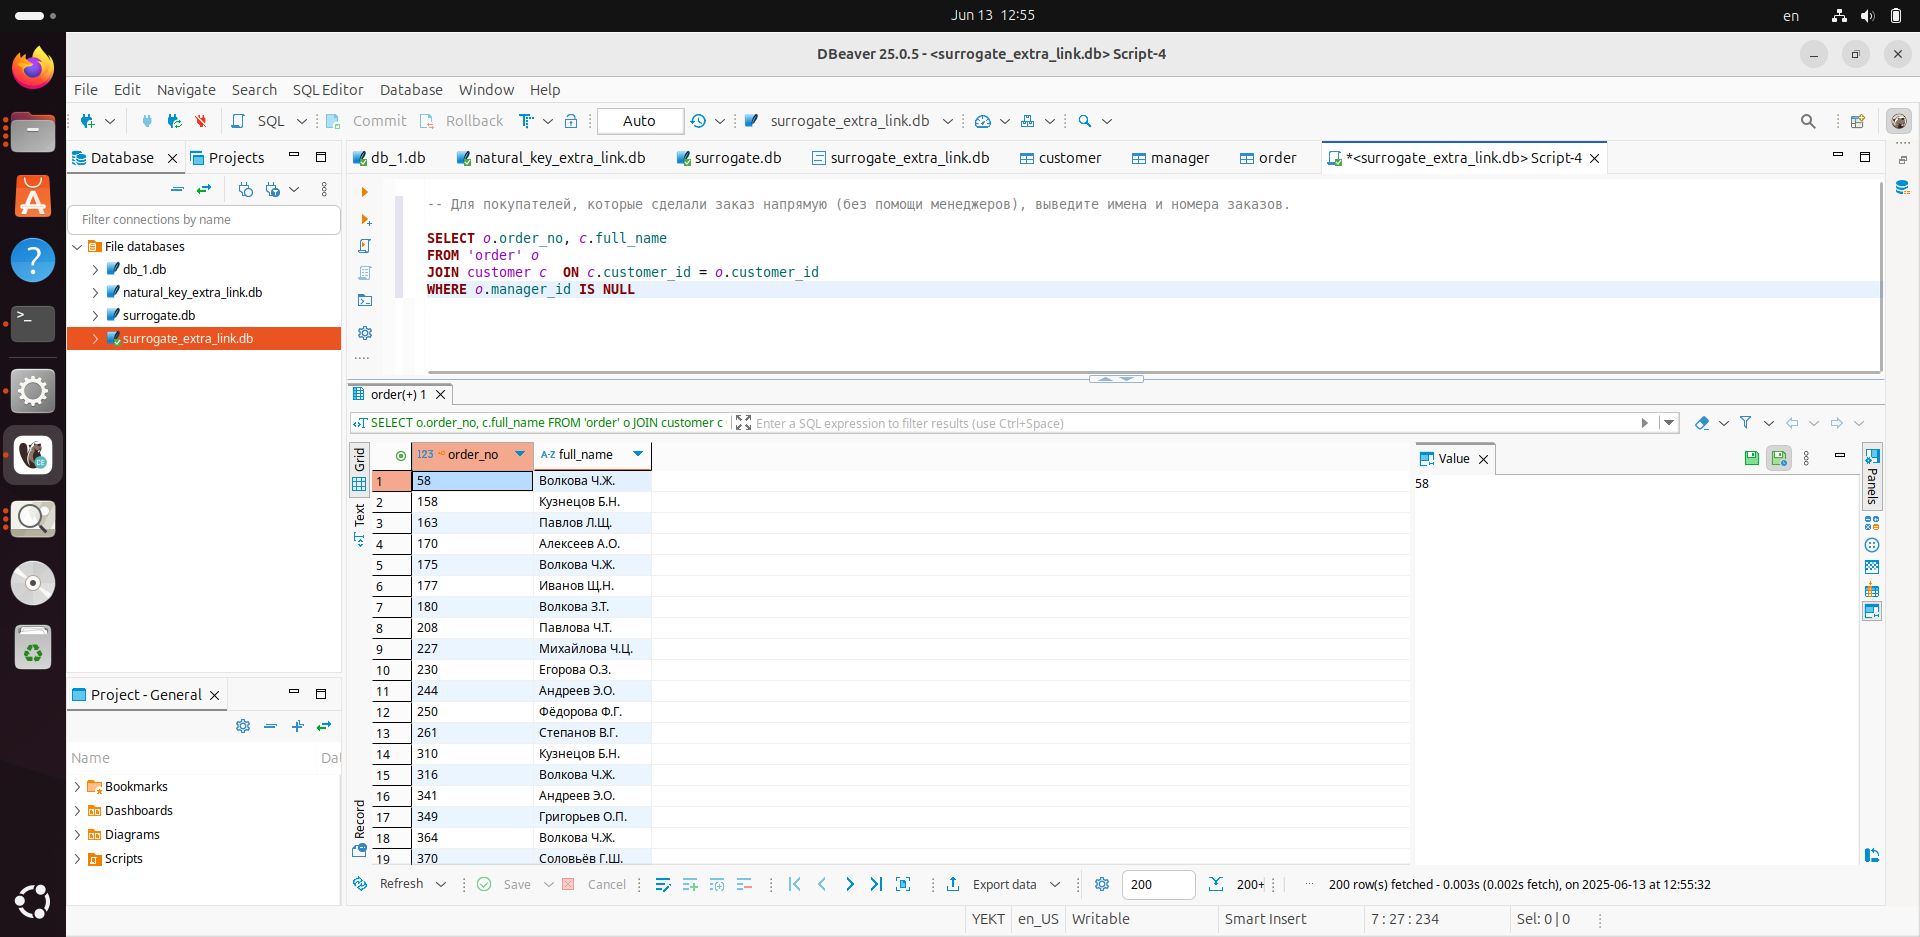 Jun 13 12:55
en
DBeaver 25.0.5 - <surrogate_extra_link.db> Script-4
File Edit Navigate Search SQL Editor Database Window Help
SQL Commit Rollback Auto surrogate_extra_link.db
Database Projects
db_1.db natural_key_extra_link.db surrogate.db surrogate_extra_link.db customer manager order *<surrogate_extra_link.db> Script-4
Filter connections by name
File databases
db_1.db
natural_key_extra_link.db
surrogate.db
surrogate_extra_link.db
-- Для покупателей, которые сделали заказ напрямую (без помощи менеджеров), выведите имена и номера заказов.
SELECT o.order_no, c.full_name
FROM 'order' o
JOIN customer c ON c.customer_id = o.customer_id
WHERE o.manager_id IS NULL
order(+) 1
SELECT o.order_no, c.full_name FROM 'order' o JOIN customer c
Enter a SQL expression to filter results (use Ctrl+Space)
Grid
Text
Record
123 order_no A-Z full_name
1 58 Волкова Ч.Ж.
2 158 Кузнецов Б.Н.
3 163 Павлов Л.Щ.
4 170 Алексеев А.О.
5 175 Волкова Ч.Ж.
6 177 Иванов Щ.Н.
7 180 Волкова З.Т.
8 208 Павлова Ч.Т.
9 227 Михайлова Ч.Ц.
10 230 Егорова О.З.
11 244 Андреев Э.О.
12 250 Фёдорова Ф.Г.
13 261 Степанов В.Г.
14 310 Кузнецов Б.Н.
15 316 Волкова Ч.Ж.
16 341 Андреев Э.О.
17 349 Григорьев О.П.
18 364 Волкова Ч.Ж.
19 370 Соловьёв Г.Ш.
Value
58
Panels
Project - General
Name Dat
Bookmarks
Dashboards
Diagrams
Scripts
Refresh Save Cancel Export data 200 200+ 200 row(s) fetched - 0.003s (0.002s fetch), on 2025-06-13 at 12:55:32
YEKT en_US Writable Smart Insert 7 : 27 : 234 Sel: 0 | 0